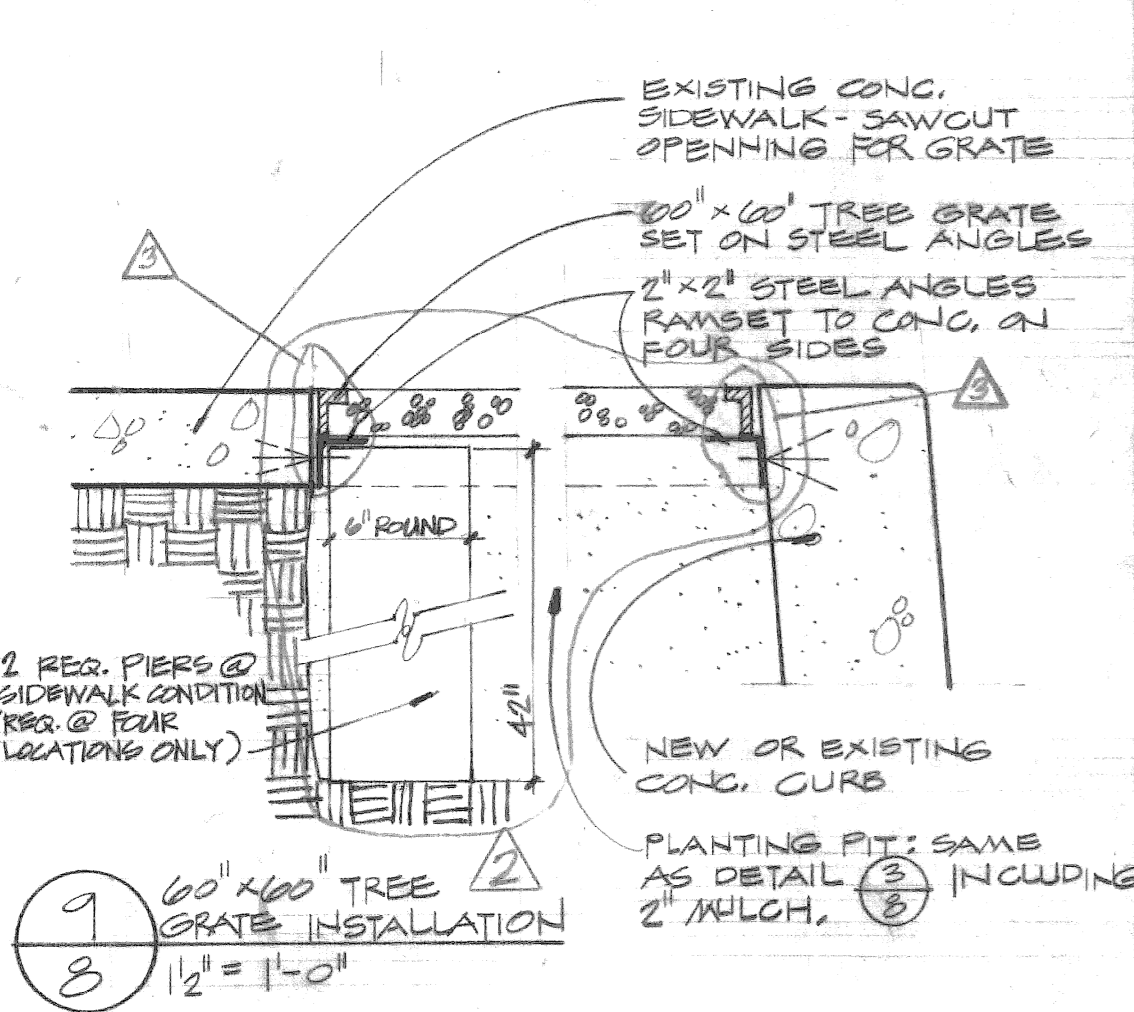 EXISTING CONC.
SIDEWALK - SAWCUT
OPENNING FOR GRATE
60" x 60' TREE GRATE
SET ON STEEL ANGLES
2" x 2" STEEL ANGLES
RAMSET TO CONC. ON
FOUR SIDES
3
3
6" ROUND
42"
2 REQ. PIERS @
SIDEWALK CONDITION
(REQ. @ FOUR
LOCATIONS ONLY)
NEW OR EXISTING
CONC. CURB
PLANTING PIT: SAME
AS DETAIL 3/8 INCLUDING
2" MULCH.
2
9
8
60" x 60" TREE
GRATE INSTALLATION
1 1/2" = 1'-0"